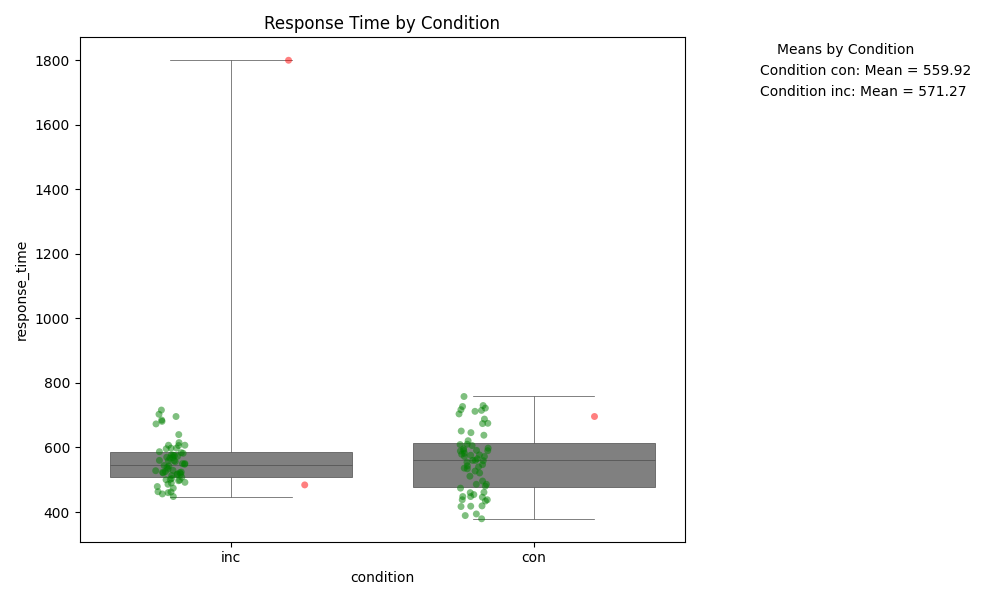 Response Time by Condition
Means by Condition
Condition con: Mean = 559.92
Condition inc: Mean = 571.27
response_time
1800
1600
1400
1200
1000
800
600
400
inc
con
condition